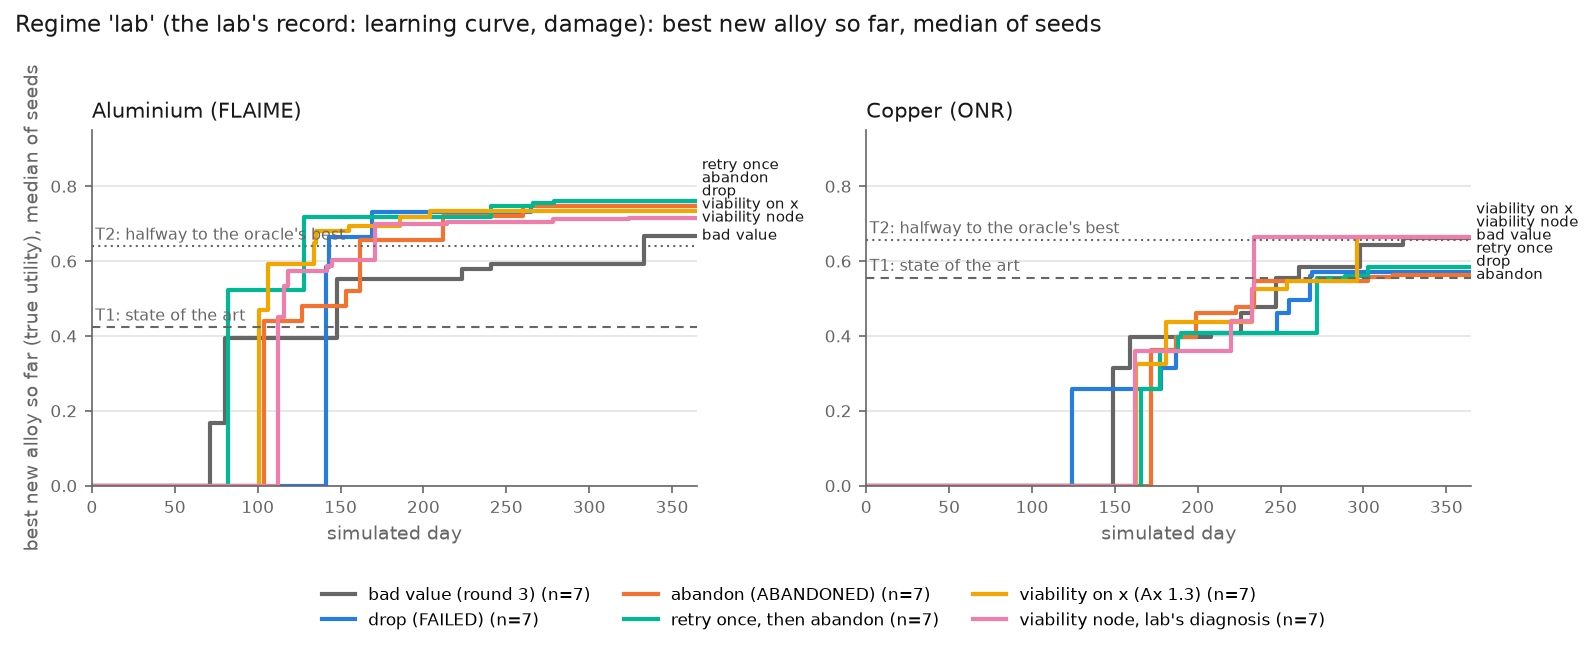 Regime 'lab' (the lab's record: learning curve, damage): best new alloy so far, median of seeds
best new alloy so far (true utility), median of seeds
Aluminium (FLAIME)
0.8
0.6
0.4
0.2
0.0
T2: halfway to the oracle's best
T1: state of the art
retry once
abandon
drop
viability on x
viability node
bad value
0 50 100 150 200 250 300 350
simulated day
Copper (ONR)
0.8
0.6
0.4
0.2
0.0
T2: halfway to the oracle's best
T1: state of the art
viability on x
viability node
bad value
retry once
drop
abandon
0 50 100 150 200 250 300 350
simulated day
bad value (round 3) (n=7)
abandon (ABANDONED) (n=7)
viability on x (Ax 1.3) (n=7)
drop (FAILED) (n=7)
retry once, then abandon (n=7)
viability node, lab's diagnosis (n=7)